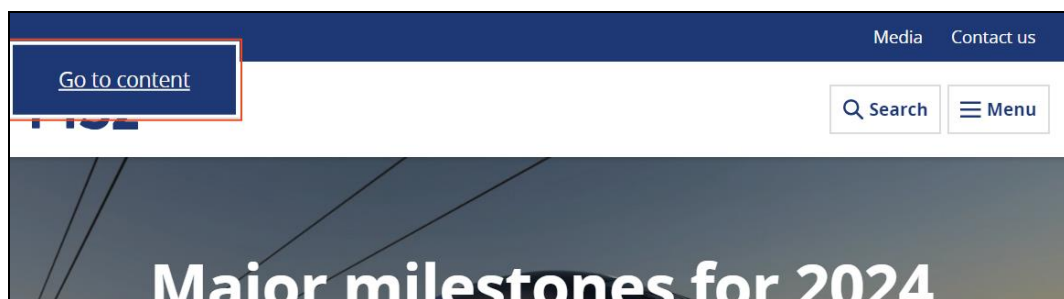 Media Contact us
Go to content
Search Menu
Major milestones for 2024